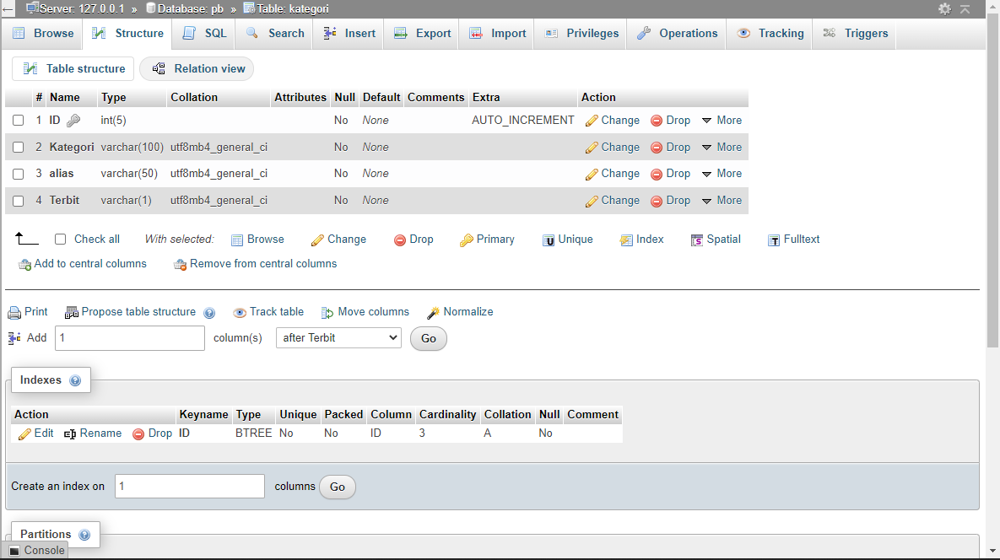 Server: 127.0.0.1 » Database: pb » Table: kategori
Browse Structure SQL Search Insert Export Import Privileges Operations Tracking Triggers
Table structure Relation view
# Name Type Collation Attributes Null Default Comments Extra Action
1 ID int(5) No None AUTO_INCREMENT Change Drop More
2 Kategori varchar(100) utf8mb4_general_ci No None Change Drop More
3 alias varchar(50) utf8mb4_general_ci No None Change Drop More
4 Terbit varchar(1) utf8mb4_general_ci No None Change Drop More
Check all With selected: Browse Change Drop Primary Unique Index Spatial Fulltext
Add to central columns Remove from central columns
Print Propose table structure Track table Move columns Normalize
Add 1 column(s) after Terbit Go
Indexes
Action Keyname Type Unique Packed Column Cardinality Collation Null Comment
Edit Rename Drop ID BTREE No No ID 3 A No
Create an index on 1 columns Go
Partitions
Console